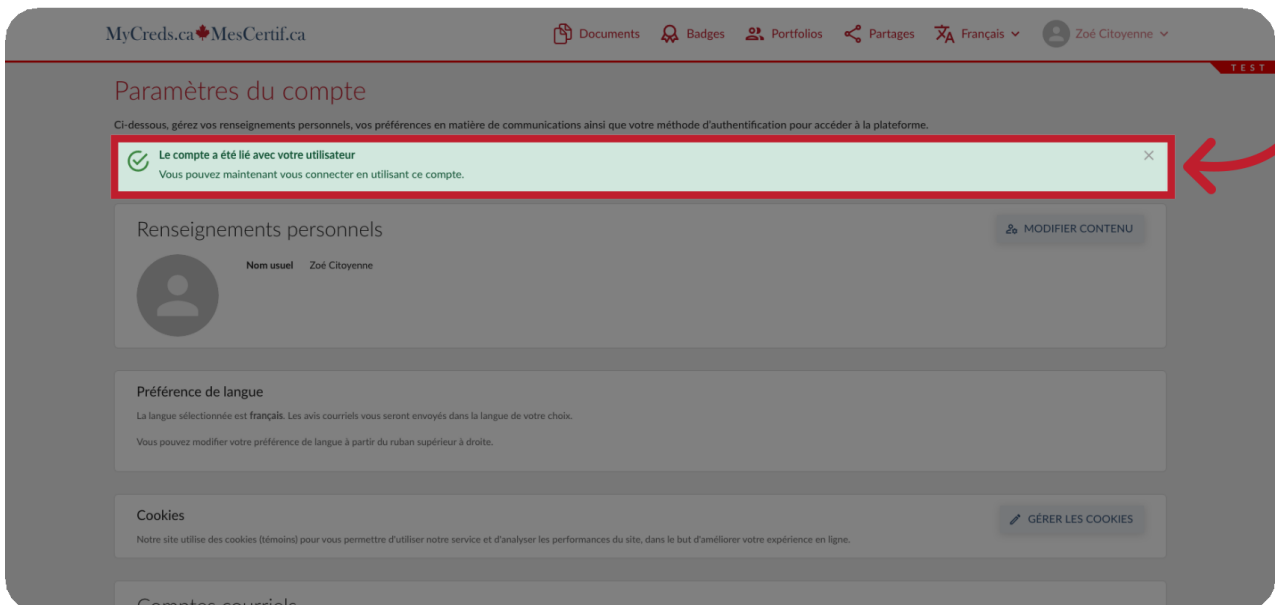 MyCreds.ca MesCertif.ca
Documents
Badges
Portfolios
Partages
Français
Zoé Citoyenne
TEST
Paramètres du compte
Ci-dessous, gérez vos renseignements personnels, vos préférences en matière de communications ainsi que votre méthode d'authentification pour accéder à la plateforme.
Le compte a été lié avec votre utilisateur
Vous pouvez maintenant vous connecter en utilisant ce compte.
Renseignements personnels
MODIFIER CONTENU
Nom usuel Zoé Citoyenne
Préférence de langue
La langue sélectionnée est français. Les avis courriels vous seront envoyés dans la langue de votre choix.
Vous pouvez modifier votre préférence de langue à partir du ruban supérieur à droite.
Cookies
GÉRER LES COOKIES
Notre site utilise des cookies (témoins) pour vous permettre d'utiliser notre service et d'analyser les performances du site, dans le but d'améliorer votre expérience en ligne.
Comptes courriels